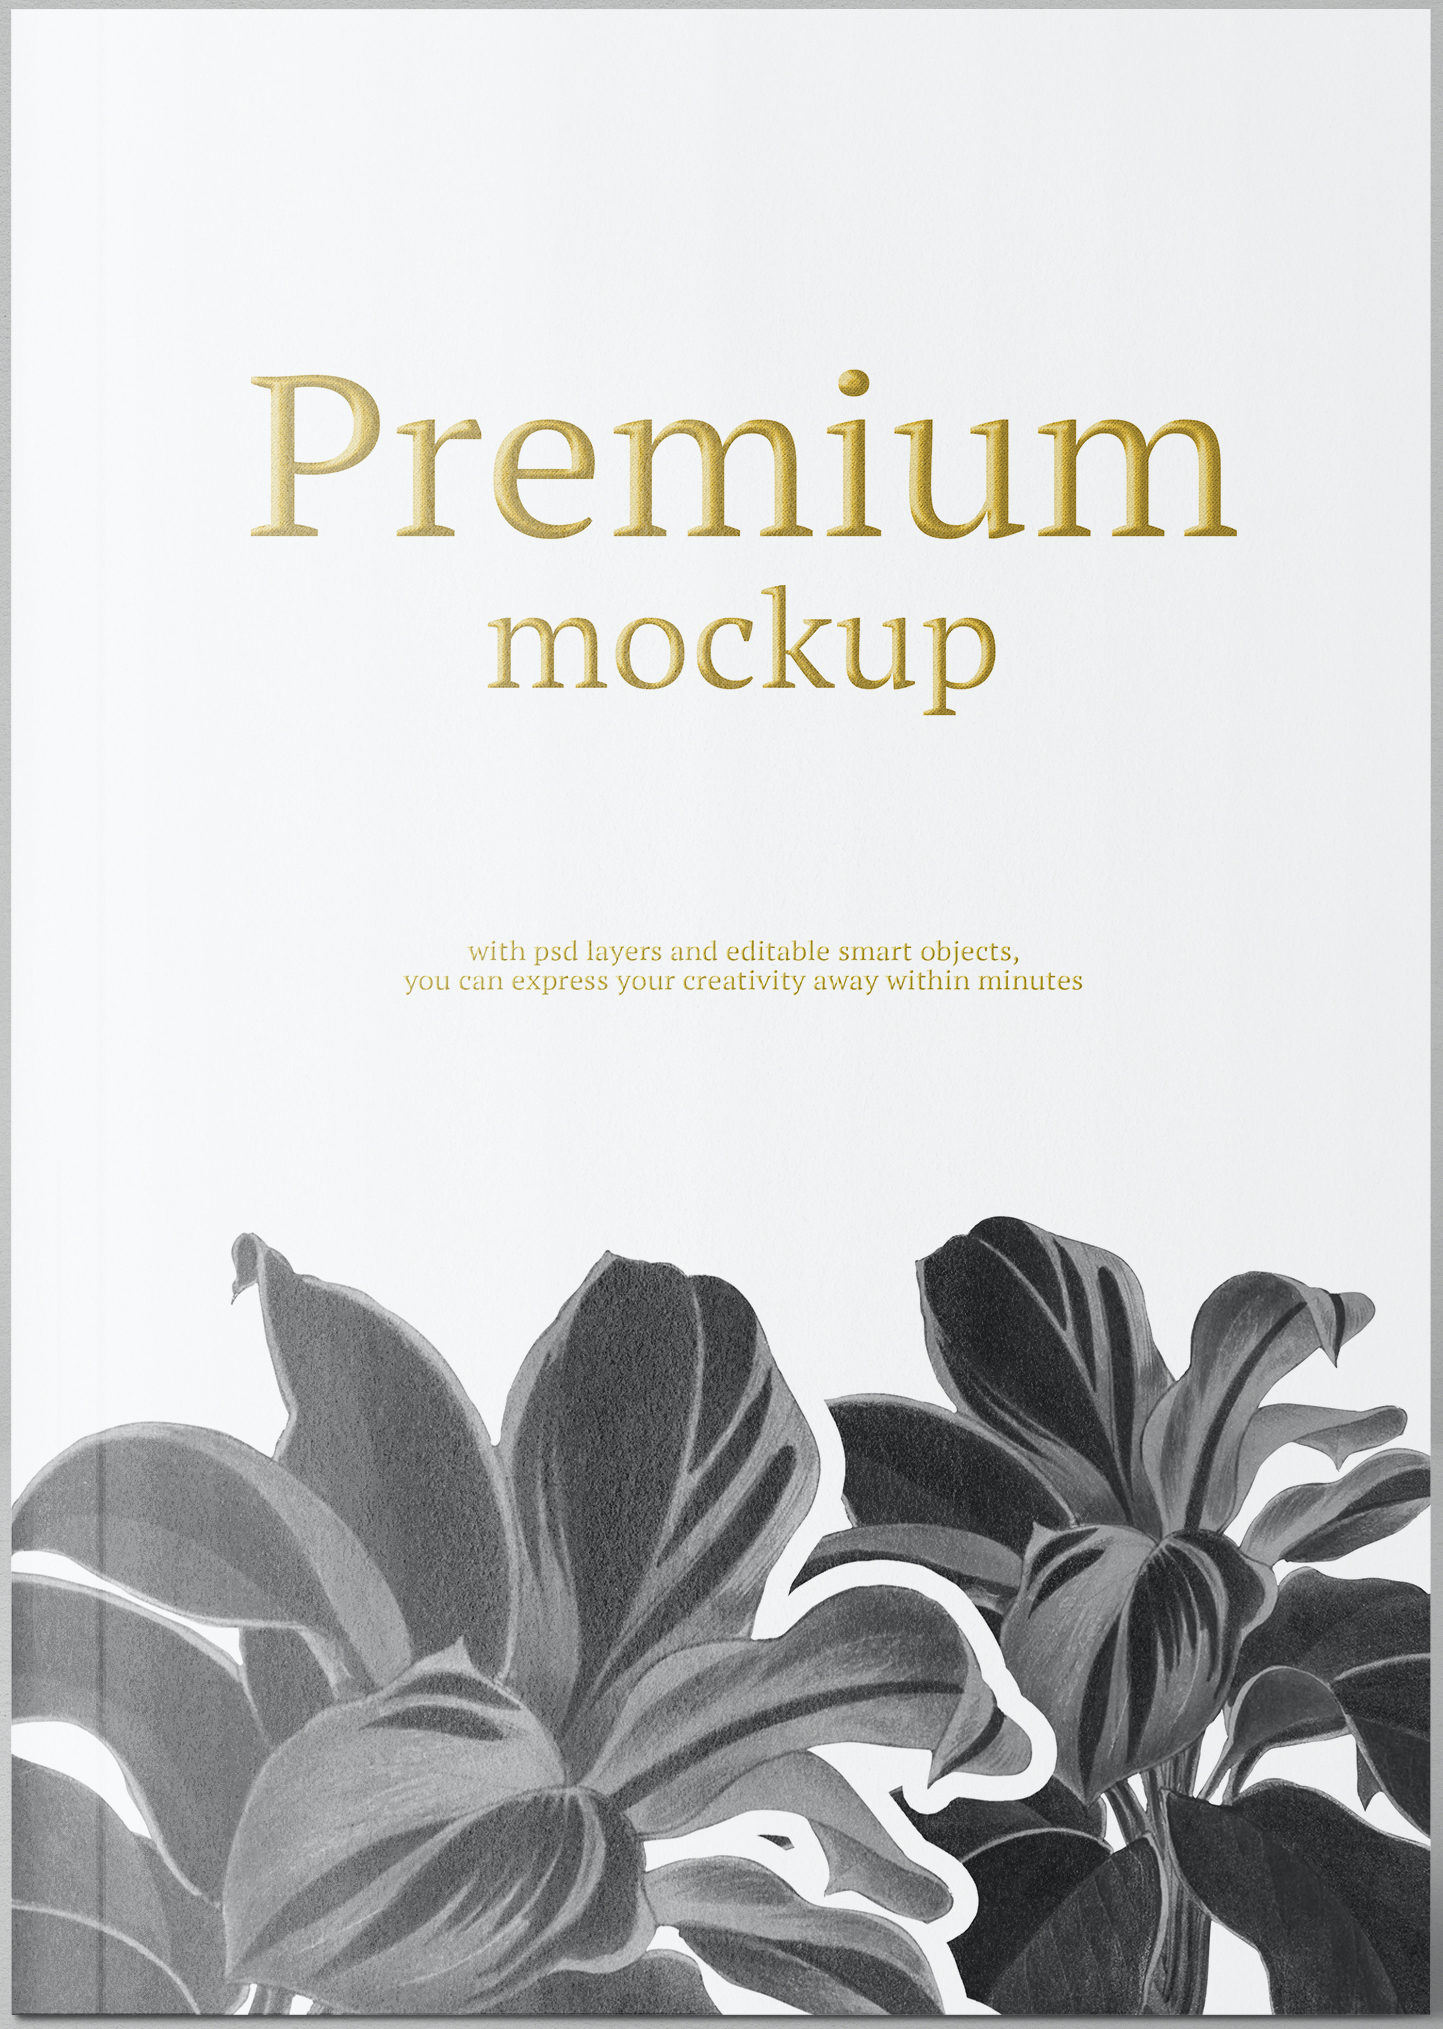 Premium
mockup
with psd layers and editable smart objects,
you can express your creativity away within minutes